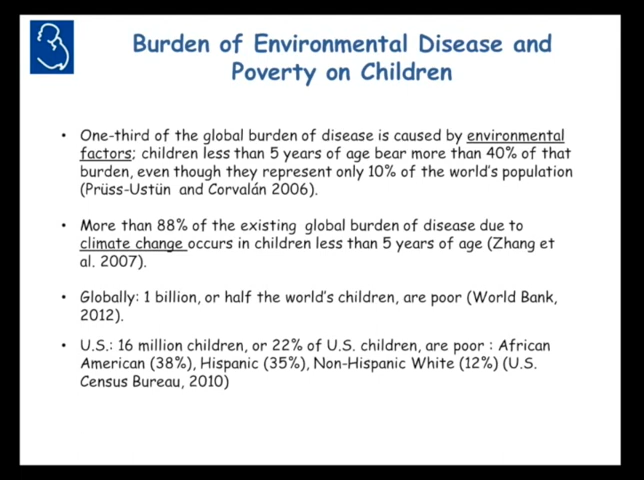 Burden of Environmental Disease and
Poverty on Children
• One-third of the global burden of disease is caused by environmental
factors; children less than 5 years of age bear more than 40% of that
burden, even though they represent only 10% of the world's population
(Prüss-Ustün and Corvalán 2006).
• More than 88% of the existing global burden of disease due to
climate change occurs in children less than 5 years of age (Zhang et
al. 2007).
• Globally: 1 billion, or half the world's children, are poor (World Bank,
2012).
• U.S.: 16 million children, or 22% of U.S. children, are poor : African
American (38%), Hispanic (35%), Non-Hispanic White (12%) (U.S.
Census Bureau, 2010)